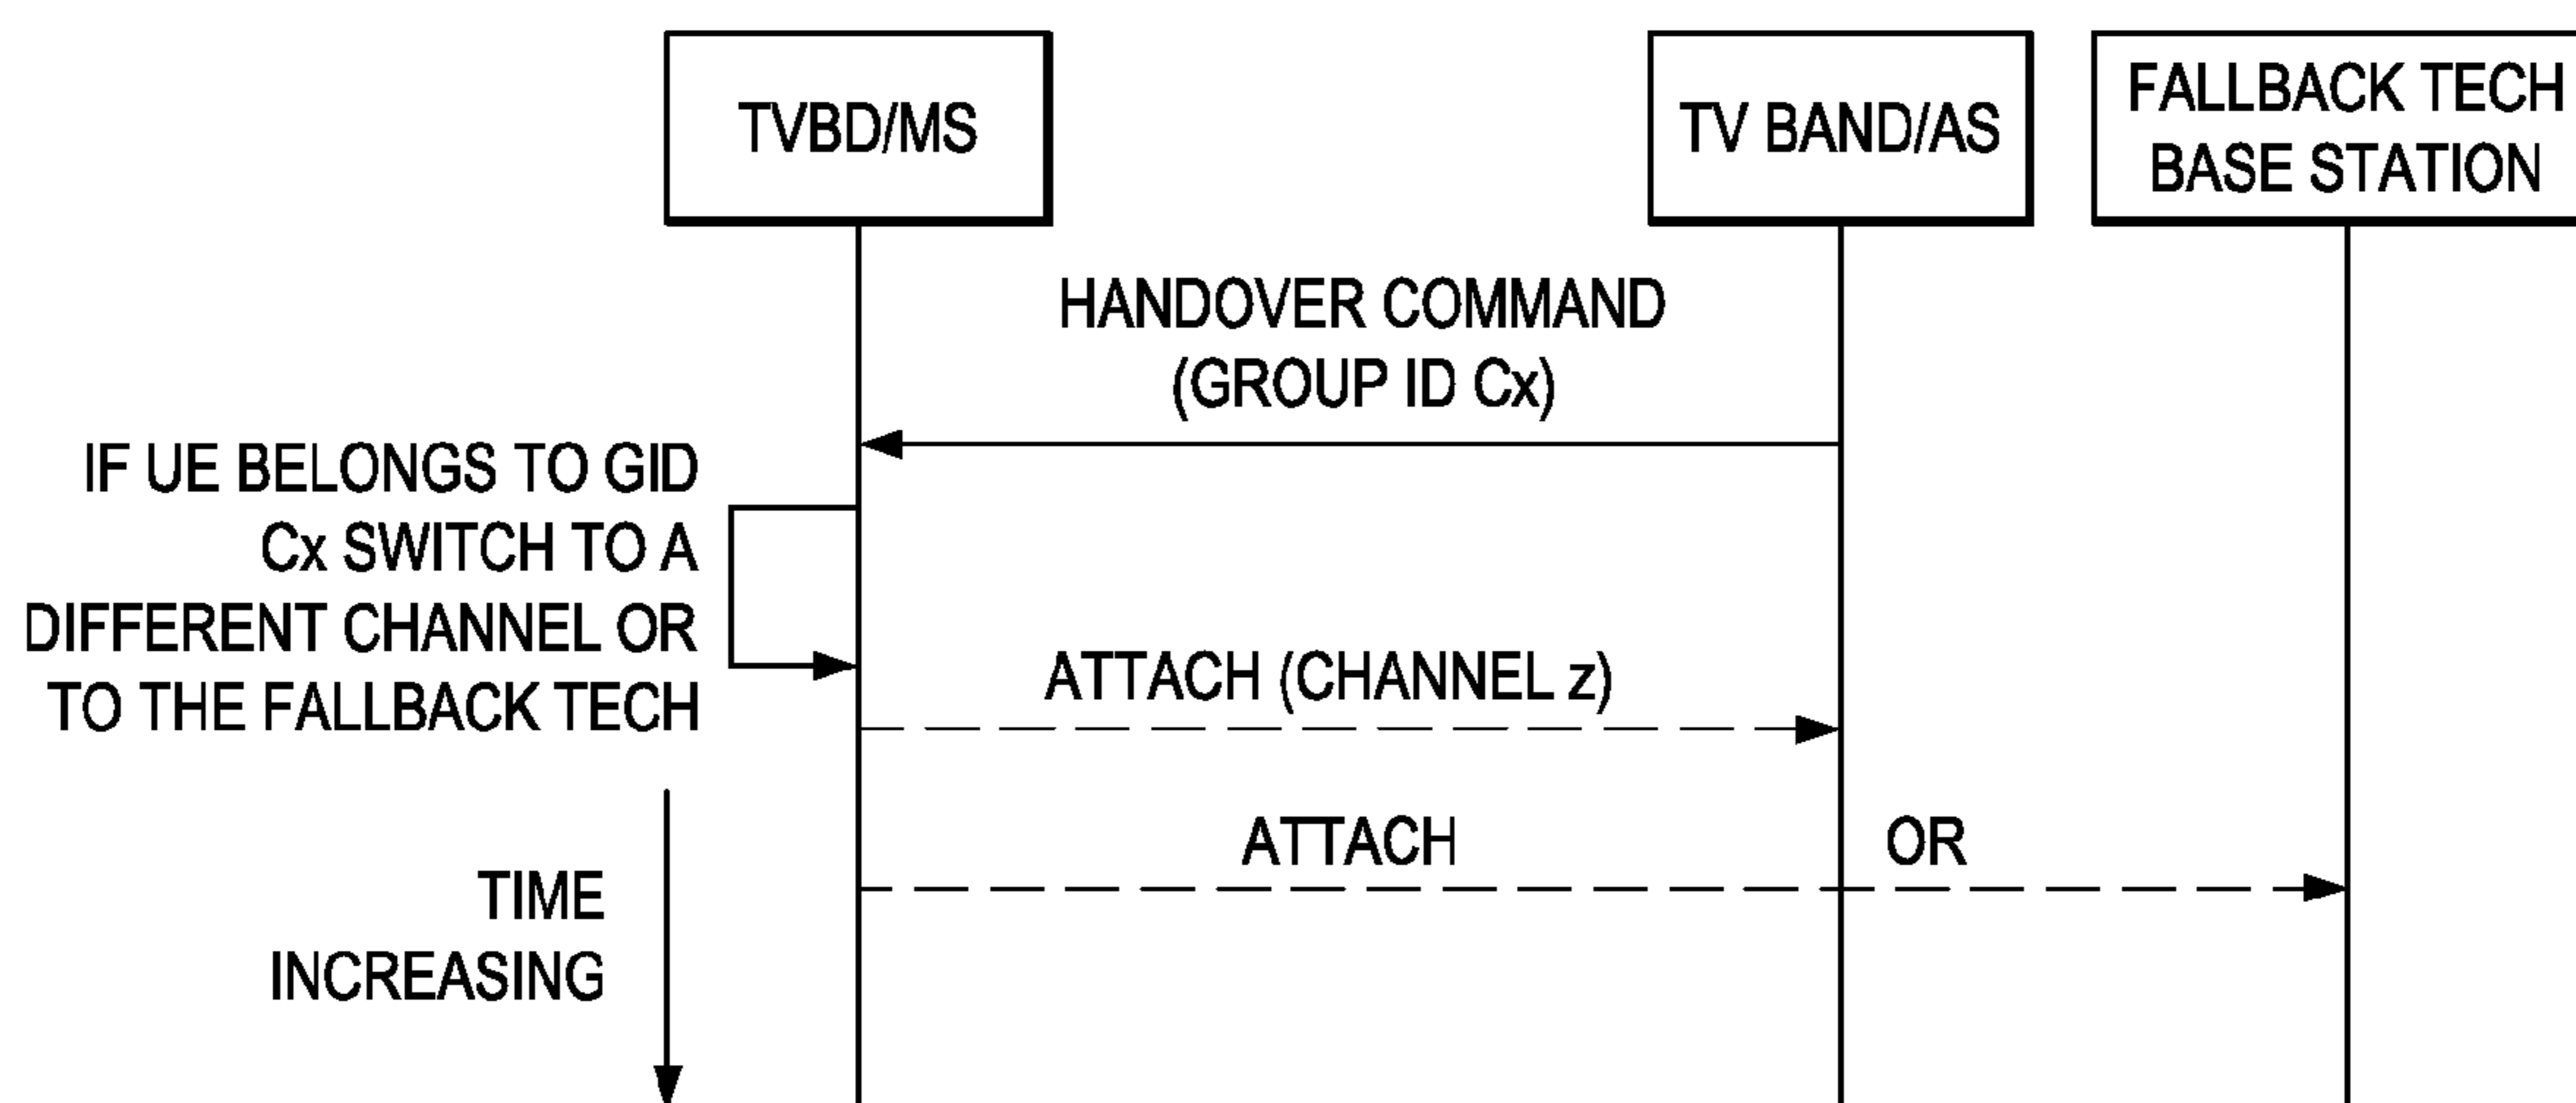 TVBD/MS
TV BAND/AS
FALLBACK TECH
BASE STATION
HANDOVER COMMAND
(GROUP ID Cx)
IF UE BELONGS TO GID
Cx SWITCH TO A
DIFFERENT CHANNEL OR
TO THE FALLBACK TECH
ATTACH (CHANNEL z)
ATTACH
OR
TIME
INCREASING